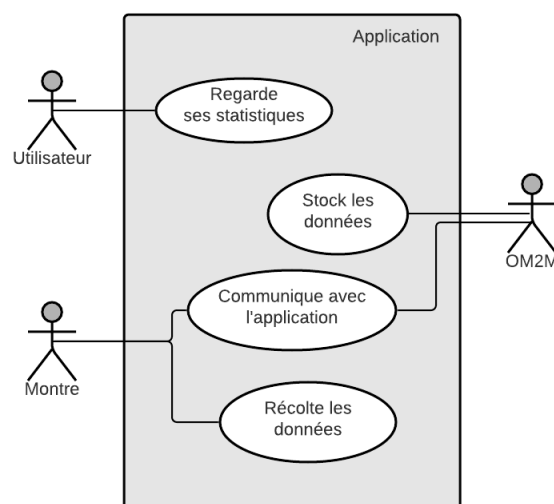 Application
Regarde
ses statistiques
Utilisateur
Stock les
données
OM2M
Communique avec
l'application
Montre
Récolte les
données